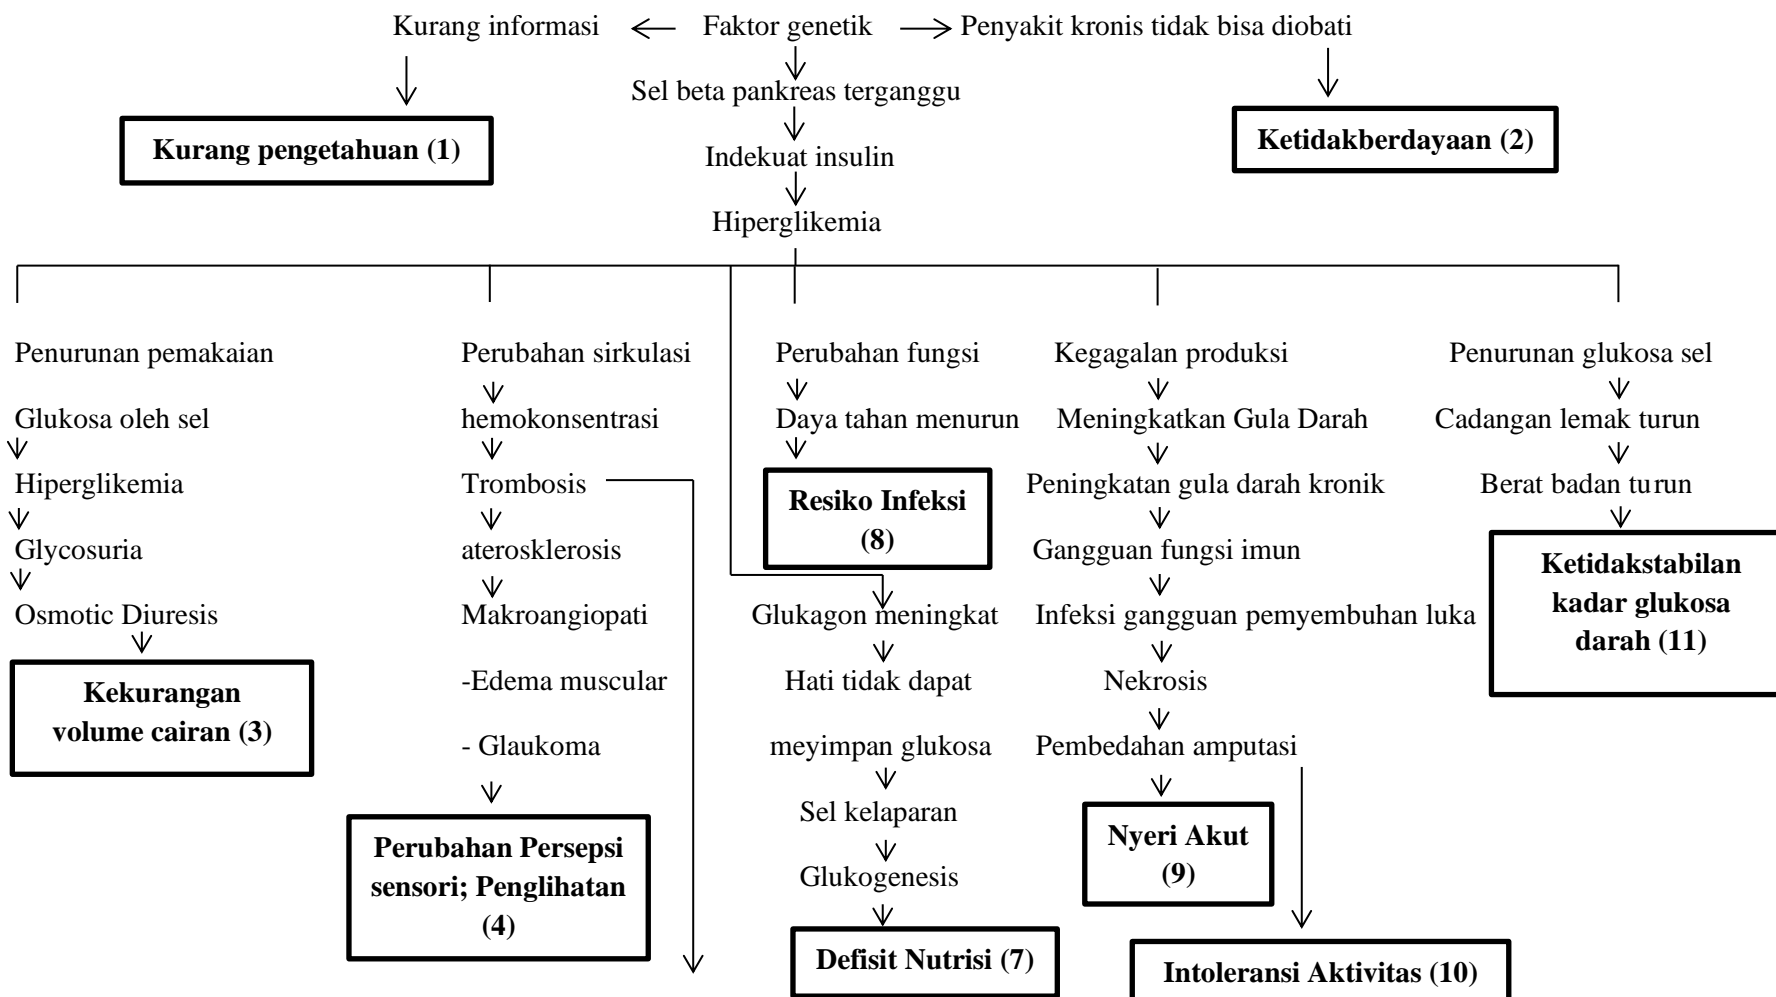 Kurang informasi
Faktor genetik
Penyakit kronis tidak bisa diobati
Sel beta pankreas terganggu
Kurang pengetahuan (1)
Ketidakberdayaan (2)
Indekuat insulin
Hiperglikemia
Penurunan pemakaian
Glukosa oleh sel
Hiperglikemia
Glycosuria
Osmotic Diuresis
Kekurangan
volume cairan (3)
Perubahan sirkulasi
hemokonsentrasi
Trombosis
aterosklerosis
Makroangiopati
-Edema muscular
- Glaukoma
Perubahan Persepsi
sensori; Penglihatan
(4)
Perubahan fungsi
Daya tahan menurun
Resiko Infeksi
(8)
Glukagon meningkat
Hati tidak dapat
meyimpan glukosa
Sel kelaparan
Glukogenesis
Defisit Nutrisi (7)
Kegagalan produksi
Meningkatkan Gula Darah
Peningkatan gula darah kronik
Gangguan fungsi imun
Infeksi gangguan pemyembuhan luka
Nekrosis
Pembedahan amputasi
Nyeri Akut
(9)
Intoleransi Aktivitas (10)
Penurunan glukosa sel
Cadangan lemak turun
Berat badan turun
Ketidakstabilan
kadar glukosa
darah (11)